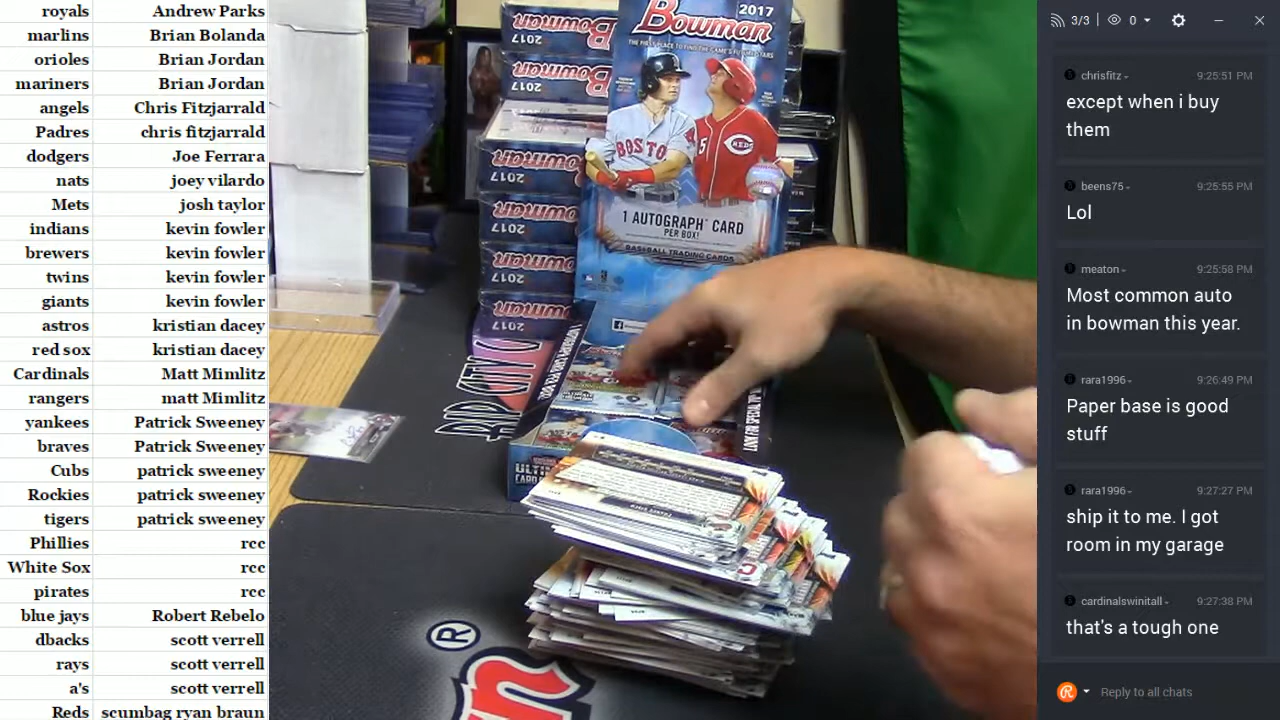 royals Andrew Parks
marlins Brian Bolanda
orioles Brian Jordan
mariners Brian Jordan
angels Chris Fitzjarrald
Padres chris fitzjarrald
dodgers Joe Ferrara
nats joey vilardo
Mets josh taylor
indians kevin fowler
brewers kevin fowler
twins kevin fowler
giants kevin fowler
astros kristian dacey
red sox kristian dacey
Cardinals Matt Mimlitz
rangers matt Mimlitz
yankees Patrick Sweeney
braves Patrick Sweeney
Cubs patrick sweeney
Rockies patrick sweeney
tigers patrick sweeney
Phillies rcc
White Sox rcc
pirates rcc
blue jays Robert Rebelo
dbacks scott verrell
rays scott verrell
a's scott verrell
Reds scumbag ryan braun
2017
Bowman
BOSTON
REDS
1 AUTOGRAPH CARD
PER BOX!
BASEBALL TRADING CARDS
Bowman 2017
Bowman 2017
Bowman
Bowman 2017
Bowman 2017
2017
RIP CITY
®
3/3 0
chrisfitz 9:25:51 PM
except when i buy
them
beens75 9:25:55 PM
Lol
meaton 9:25:58 PM
Most common auto
in bowman this year.
rara1996 9:26:49 PM
Paper base is good
stuff
rara1996 9:27:27 PM
ship it to me. I got
room in my garage
cardinalswinitall 9:27:38 PM
that's a tough one
Reply to all chats